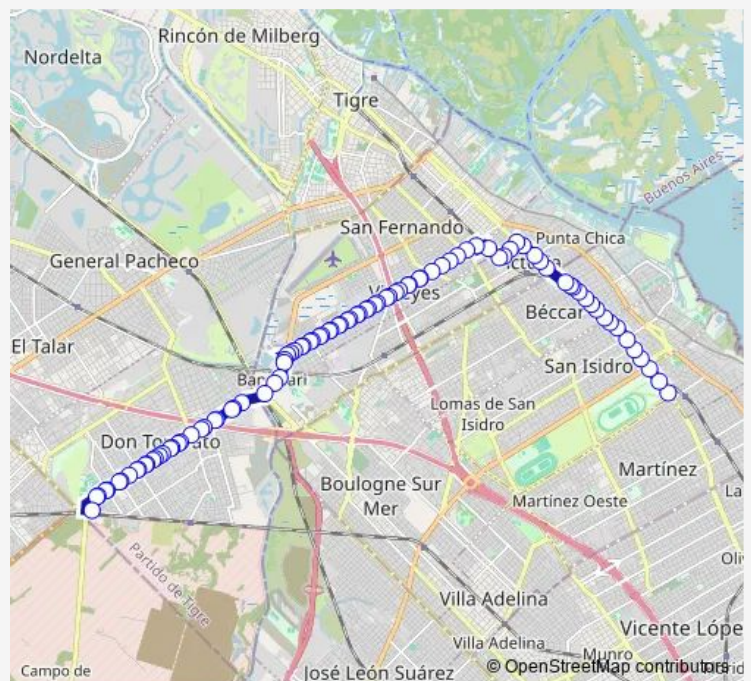 Rincón de Milberg
Nordelta
Tigre
Buenos Aires
San Fernando
Punta Chica
General Pacheco
Béccar
El Talar
San Isidro
Lomas de San
Isidro
Martínez
Boulogne Sur
Mer
Martínez Oeste
Partido de Tigre
Villa Adelina
Villa Adelina
Munro
José León Suárez
Campo de
© OpenStreetMap contributors